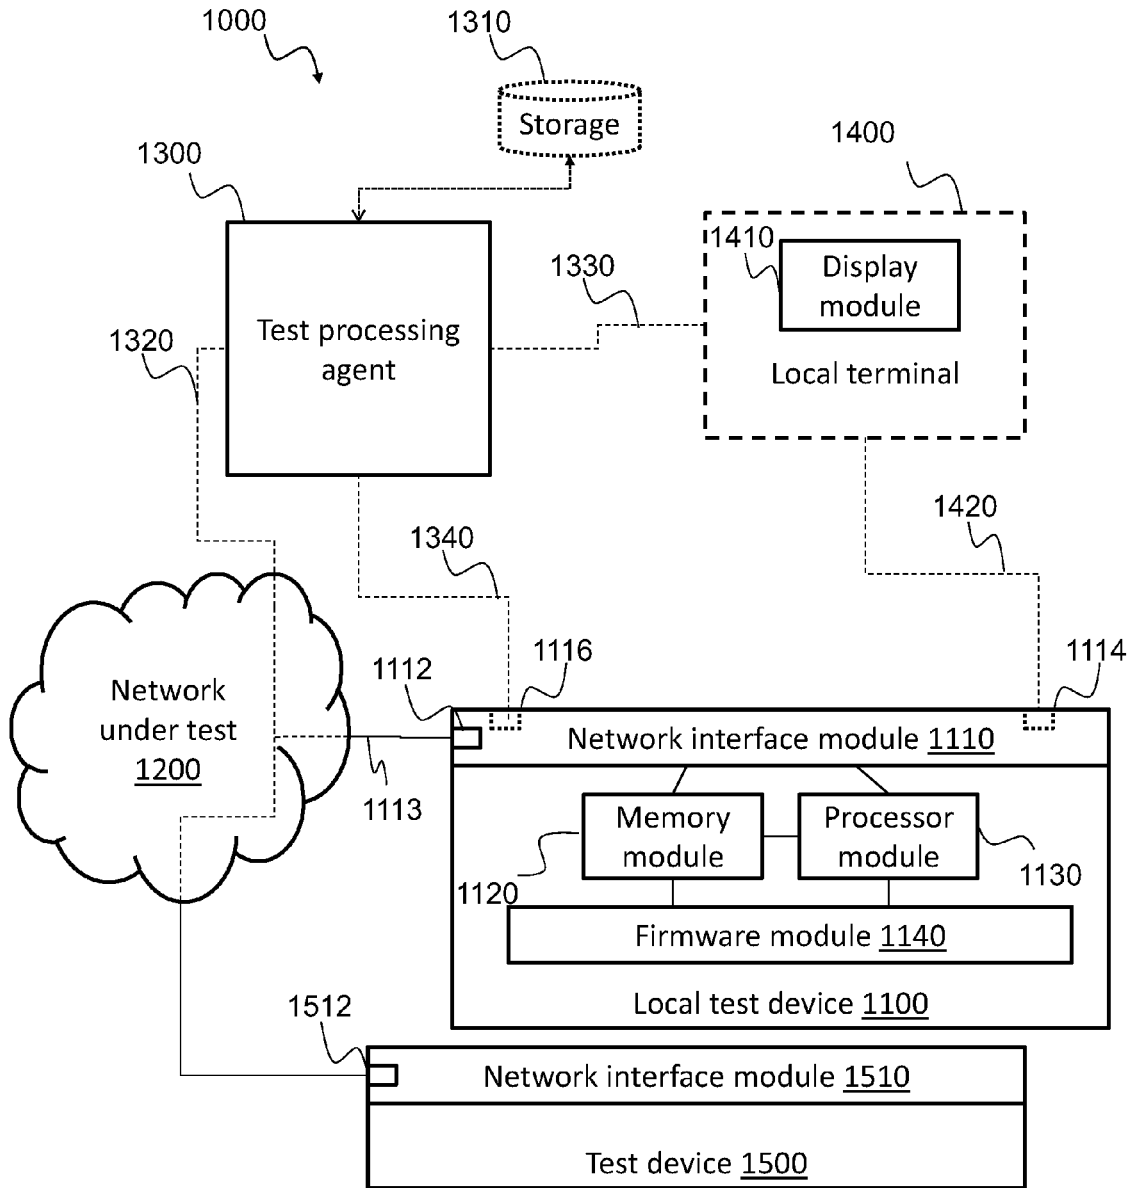 1000
1310
Storage
1300
1400
1410
Display
module
1330
1320
Test processing
agent
Local terminal
1340
1420
1112
1116
1114
Network
under test
1200
Network interface module 1110
1113
Memory
module
Processor
module
1120
1130
Firmware module 1140
Local test device 1100
1512
Network interface module 1510
Test device 1500